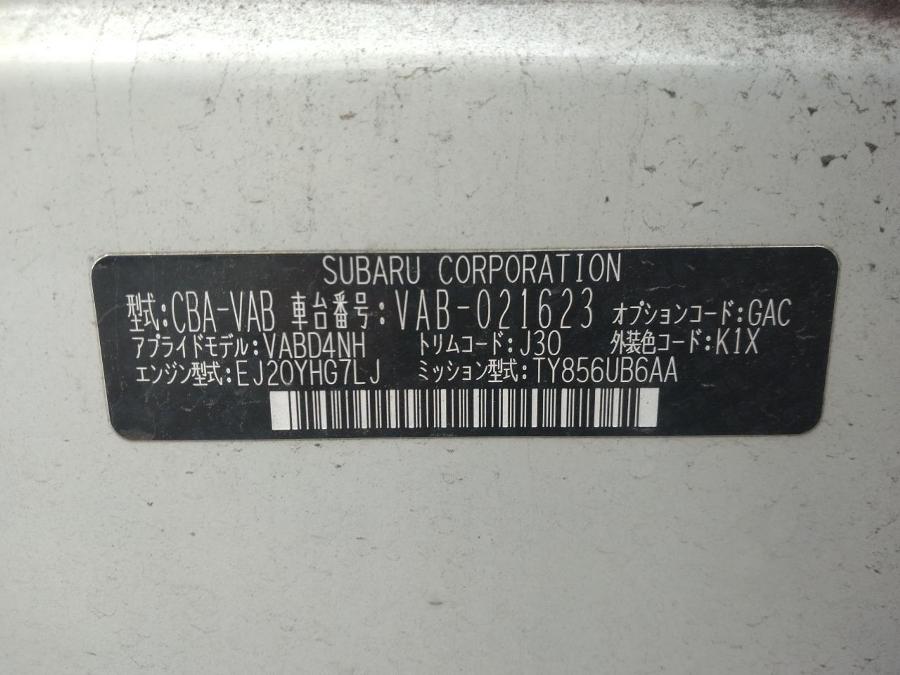 SUBARU CORPORATION
型式:CBA-VAB 車台番号:VAB-021623 オプションコード:GAC
アプライドモデル:VABD4NH トリムコード:J30 外装色コード:K1X
エンジン型式:EJ20YHG7LJ ミッション型式:TY856UB6AA